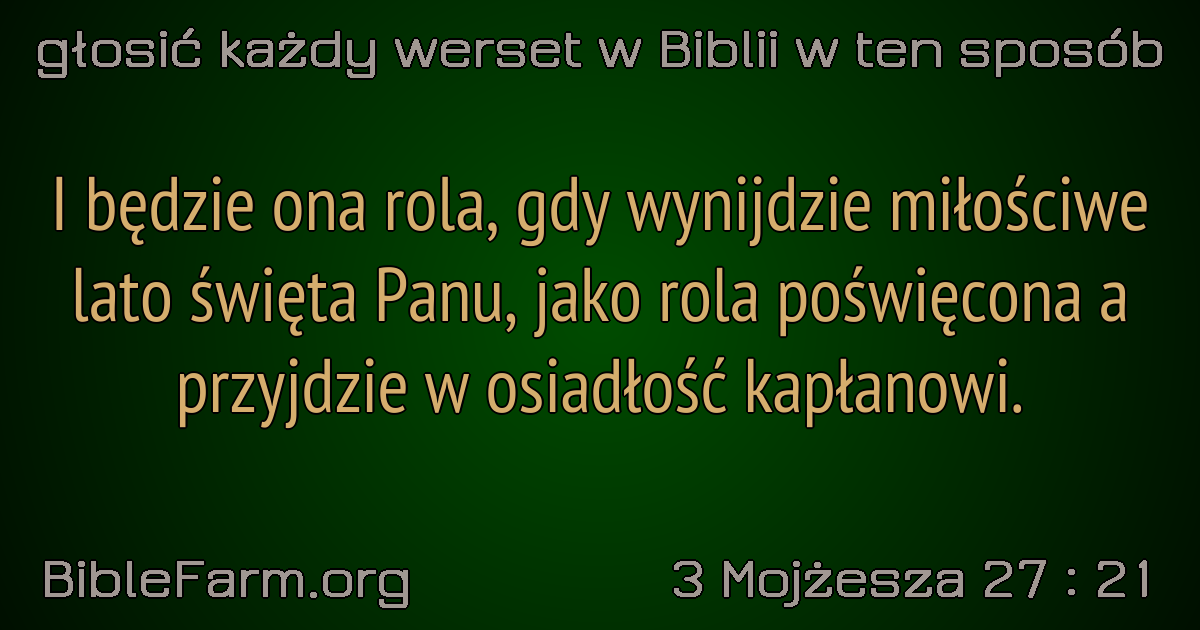 głosić każdy werset w Biblii w ten sposób
I będzie ona rola, gdy wynijdzie miłościwe
lato święta Panu, jako rola poświęcona a
przyjdzie w osiadłość kapłanowi.
BibleFarm.org
3 Mojżesza 27 : 21